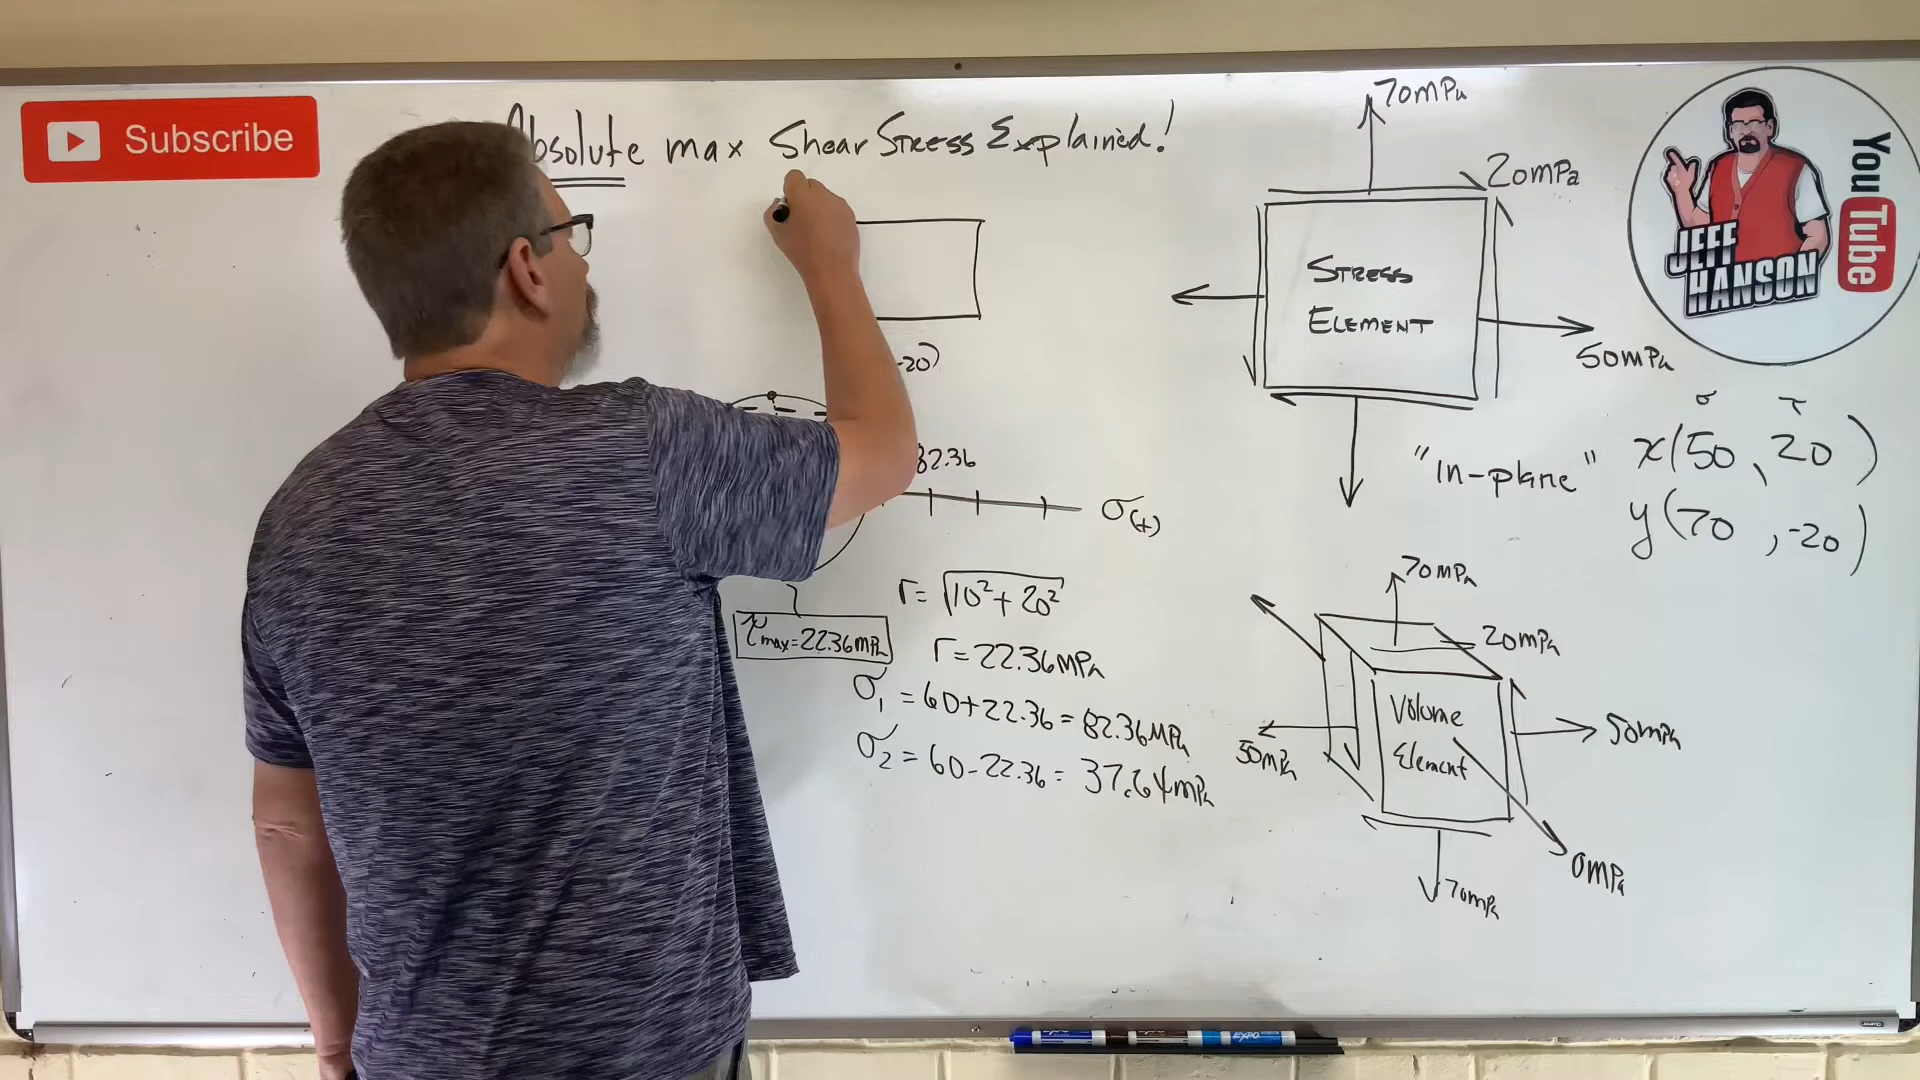 Subscribe
Absolute max Shear Stress Explained!
-20)
82.36
σ(+)
τmax=22.36MPa
r=√10²+20²
r=22.36MPa
σ1=60+22.36=82.36MPa
σ2=60-22.36=37.64MPa
70MPa
20MPa
STRESS
ELEMENT
50MPa
σ τ
"in-plane" x(50, 20)
y(70, -20)
70MPa
20MPa
Volume
Element
50MPa
50MPa
0MPa
70MPa
JEFF
HANSON
YouTube
EXPO